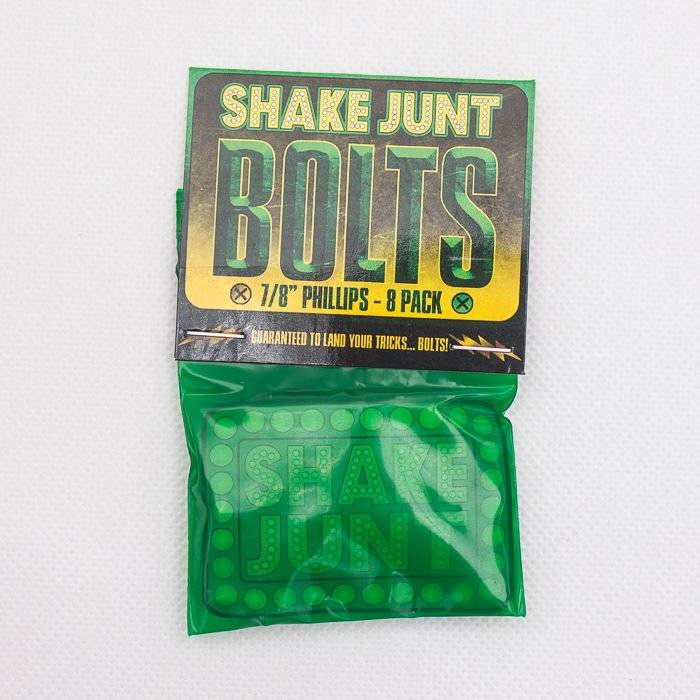 SHAKE JUNT
BOLTS
7/8" PHILLIPS - 8 PACK
GUARANTEED TO LAND YOUR TRICKS... BOLTS!
SHAKE
JUNT